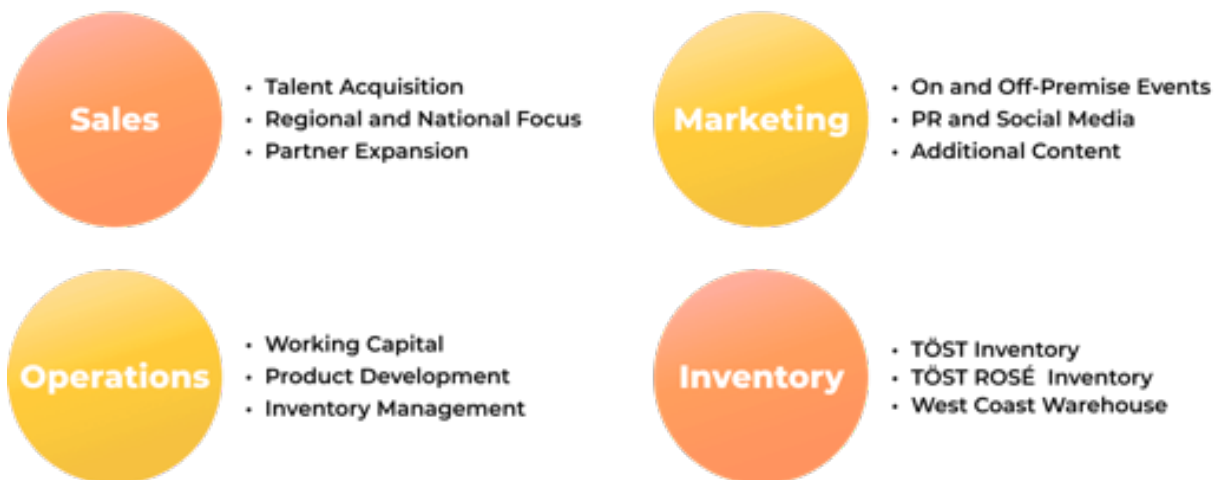 Sales
• Talent Acquisition
• Regional and National Focus
• Partner Expansion
Marketing
• On and Off-Premise Events
• PR and Social Media
• Additional Content
Operations
• Working Capital
• Product Development
• Inventory Management
Inventory
• TÖST Inventory
• TÖST ROSÉ Inventory
• West Coast Warehouse